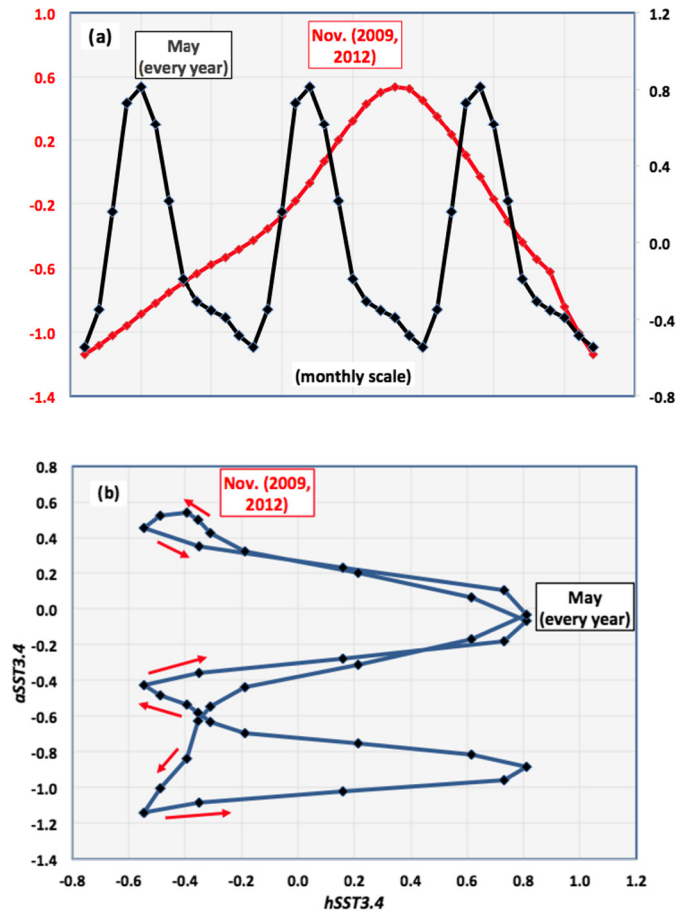 1.0
0.6
0.2
-0.2
-0.6
-1.0
-1.4
(a)
May
(every year)
Nov. (2009,
2012)
(monthly scale)
1.2
0.8
0.4
0.0
-0.4
-0.8
0.8
0.6
0.4
0.2
0.0
-0.2
-0.4
-0.6
-0.8
-1.0
-1.2
-1.4
aSST3.4
(b)
Nov. (2009,
2012)
May
(every year)
-0.8 -0.6 -0.4 -0.2 0.0 0.2 0.4 0.6 0.8 1.0 1.2
hSST3.4